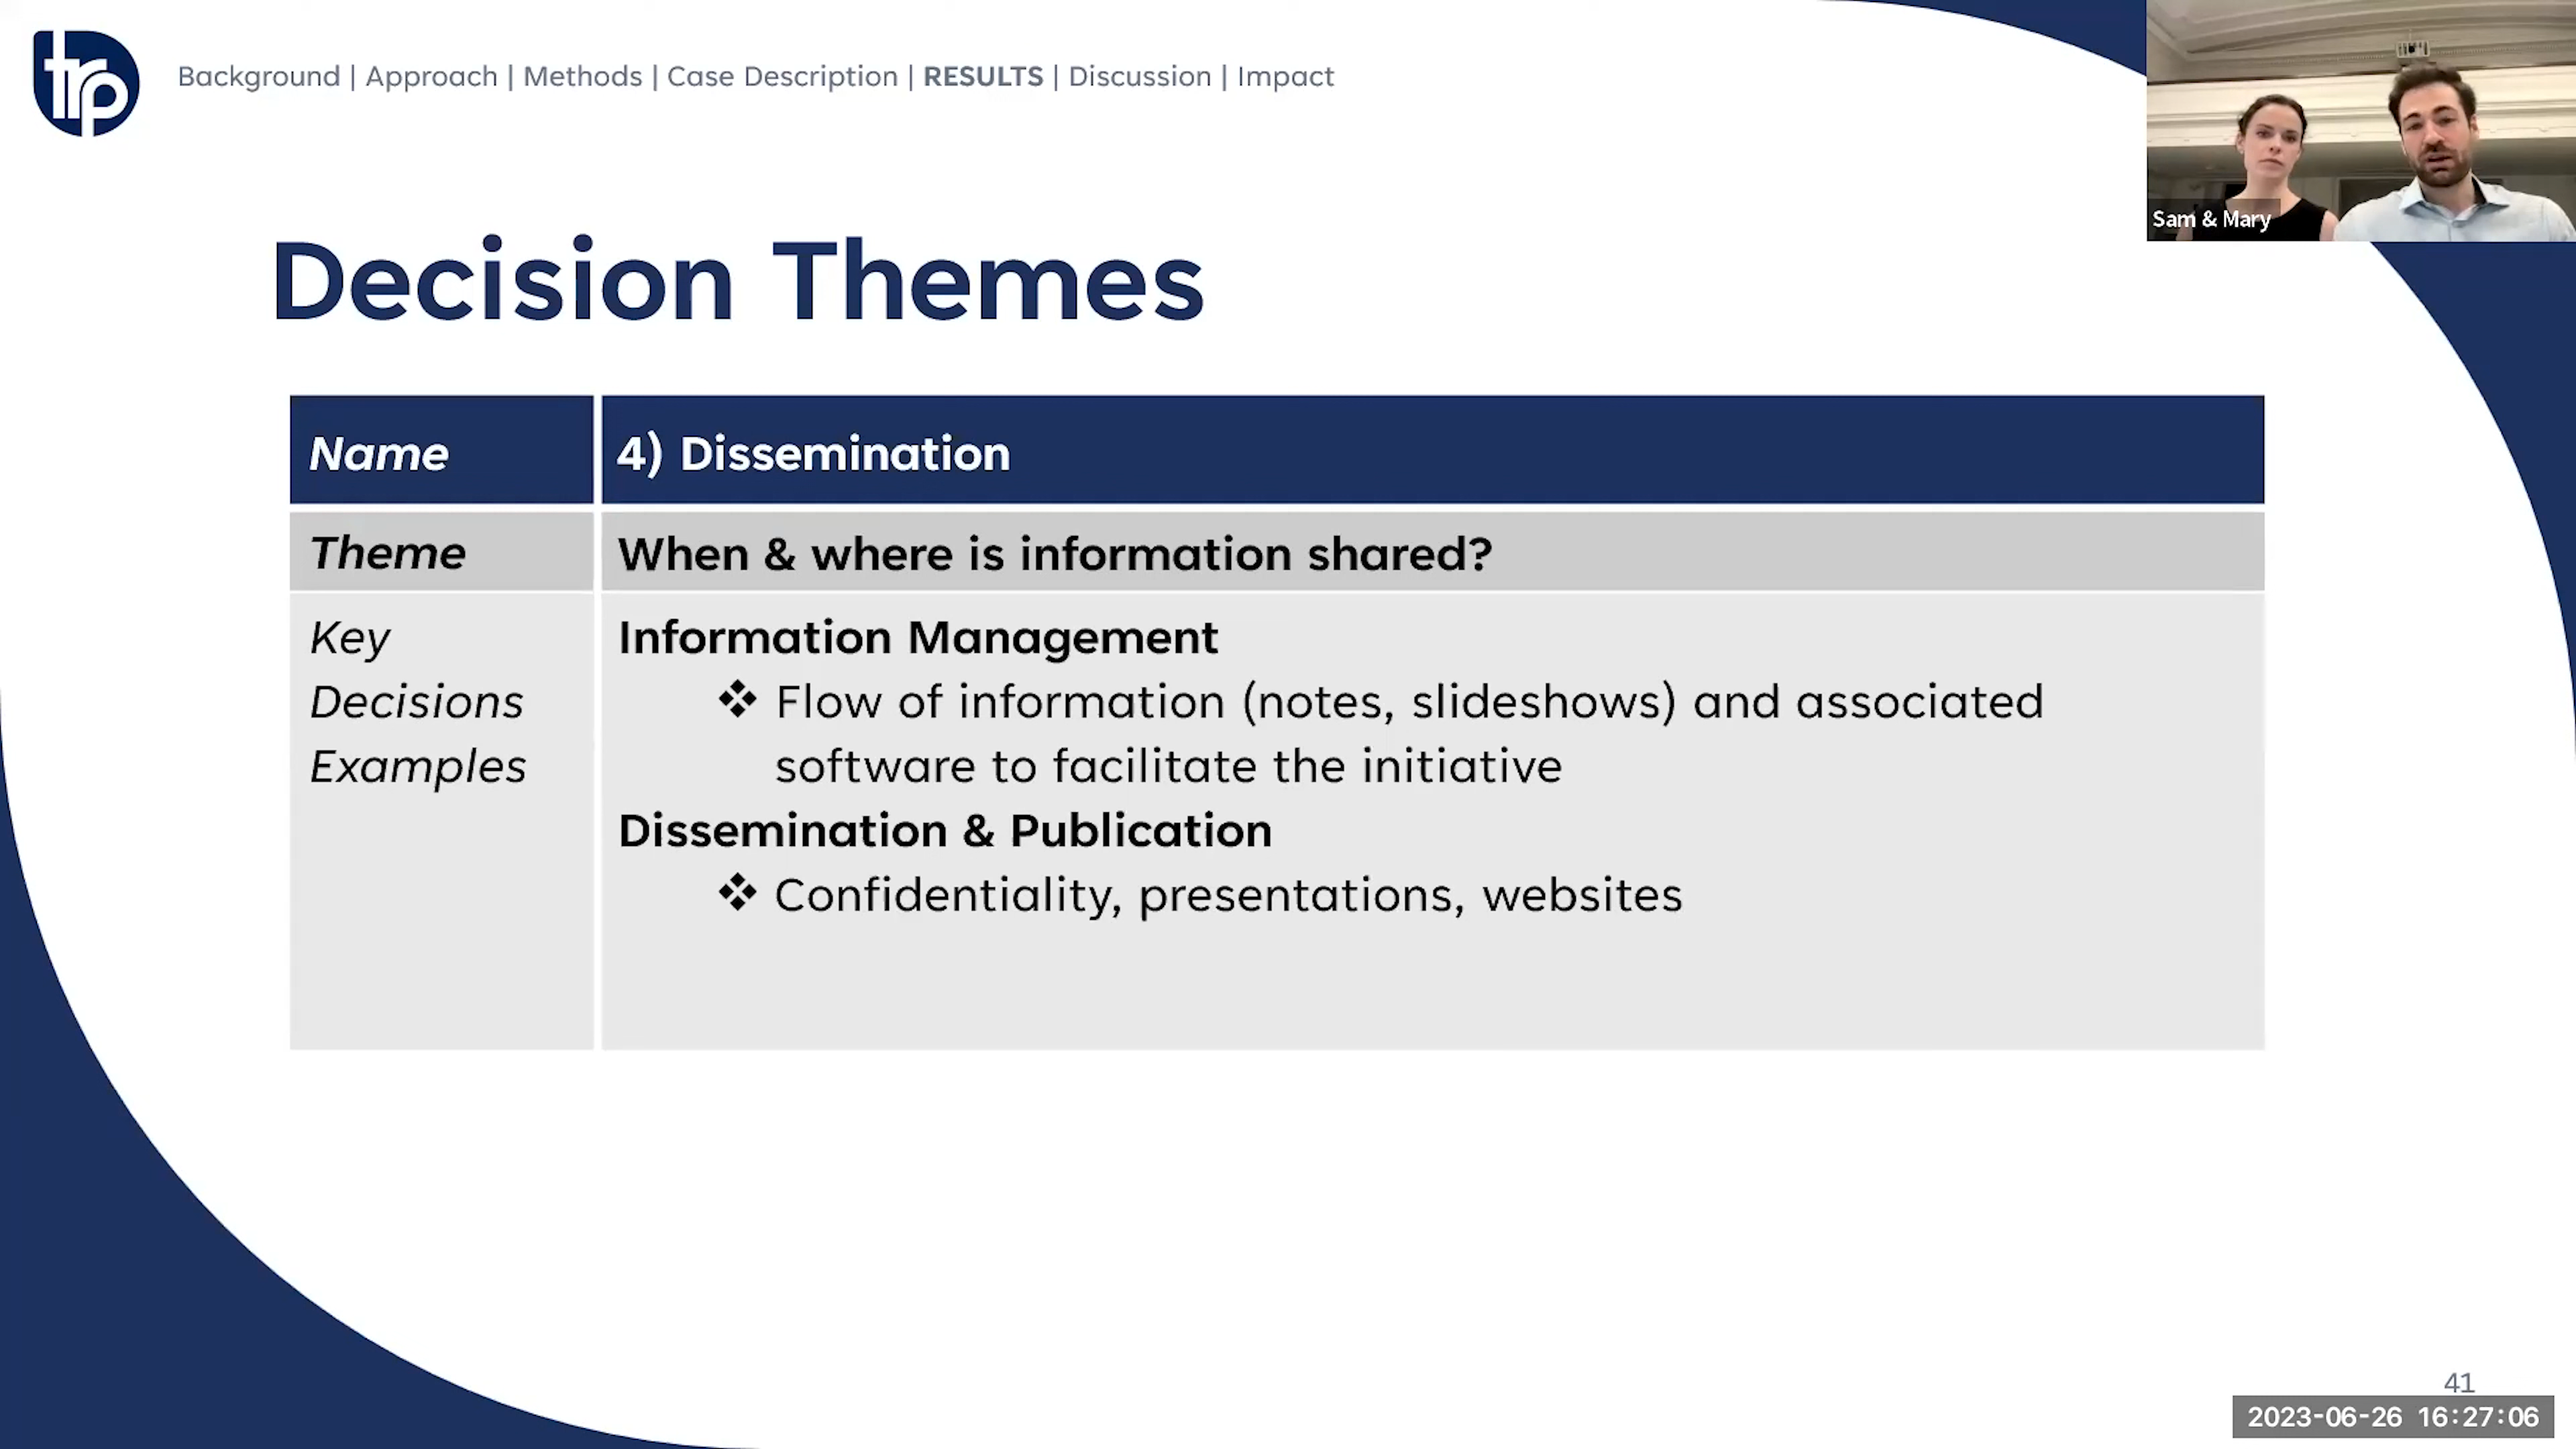 trp
Background | Approach | Methods | Case Description | RESULTS | Discussion | Impact
Sam & Mary
Decision Themes
Name
4) Dissemination
Theme
When & where is information shared?
Key
Decisions
Examples
Information Management
❖ Flow of information (notes, slideshows) and associated
software to facilitate the initiative
Dissemination & Publication
❖ Confidentiality, presentations, websites
41
2023-06-26 16:27:06